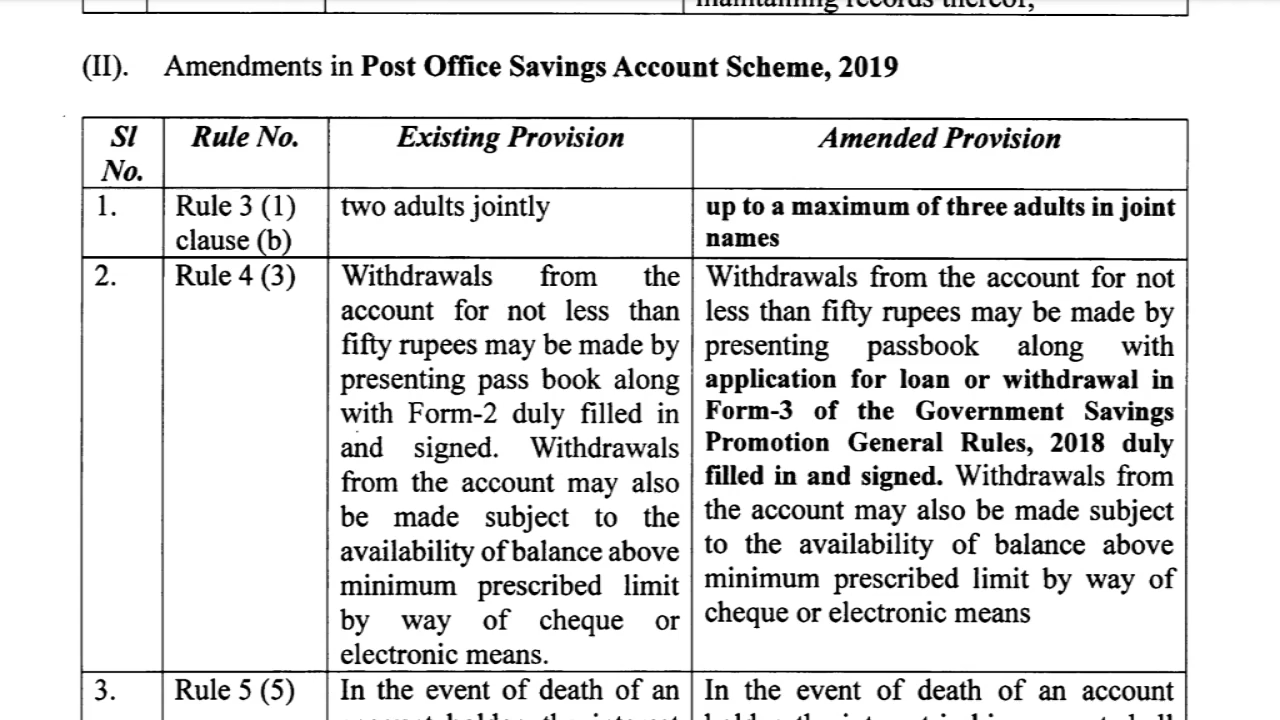 maintaining records thereof;
(II). Amendments in Post Office Savings Account Scheme, 2019
Sl No. Rule No. Existing Provision Amended Provision
1. Rule 3 (1) clause (b)
two adults jointly
up to a maximum of three adults in joint
names
2. Rule 4 (3)
Withdrawals from the
account for not less than
fifty rupees may be made by
presenting pass book along
with Form-2 duly filled in
and signed. Withdrawals
from the account may also
be made subject to the
availability of balance above
minimum prescribed limit
by way of cheque or
electronic means.
Withdrawals from the account for not
less than fifty rupees may be made by
presenting passbook along with
application for loan or withdrawal in
Form-3 of the Government Savings
Promotion General Rules, 2018 duly
filled in and signed. Withdrawals from
the account may also be made subject
to the availability of balance above
minimum prescribed limit by way of
cheque or electronic means
3. Rule 5 (5)
In the event of death of an
In the event of death of an account